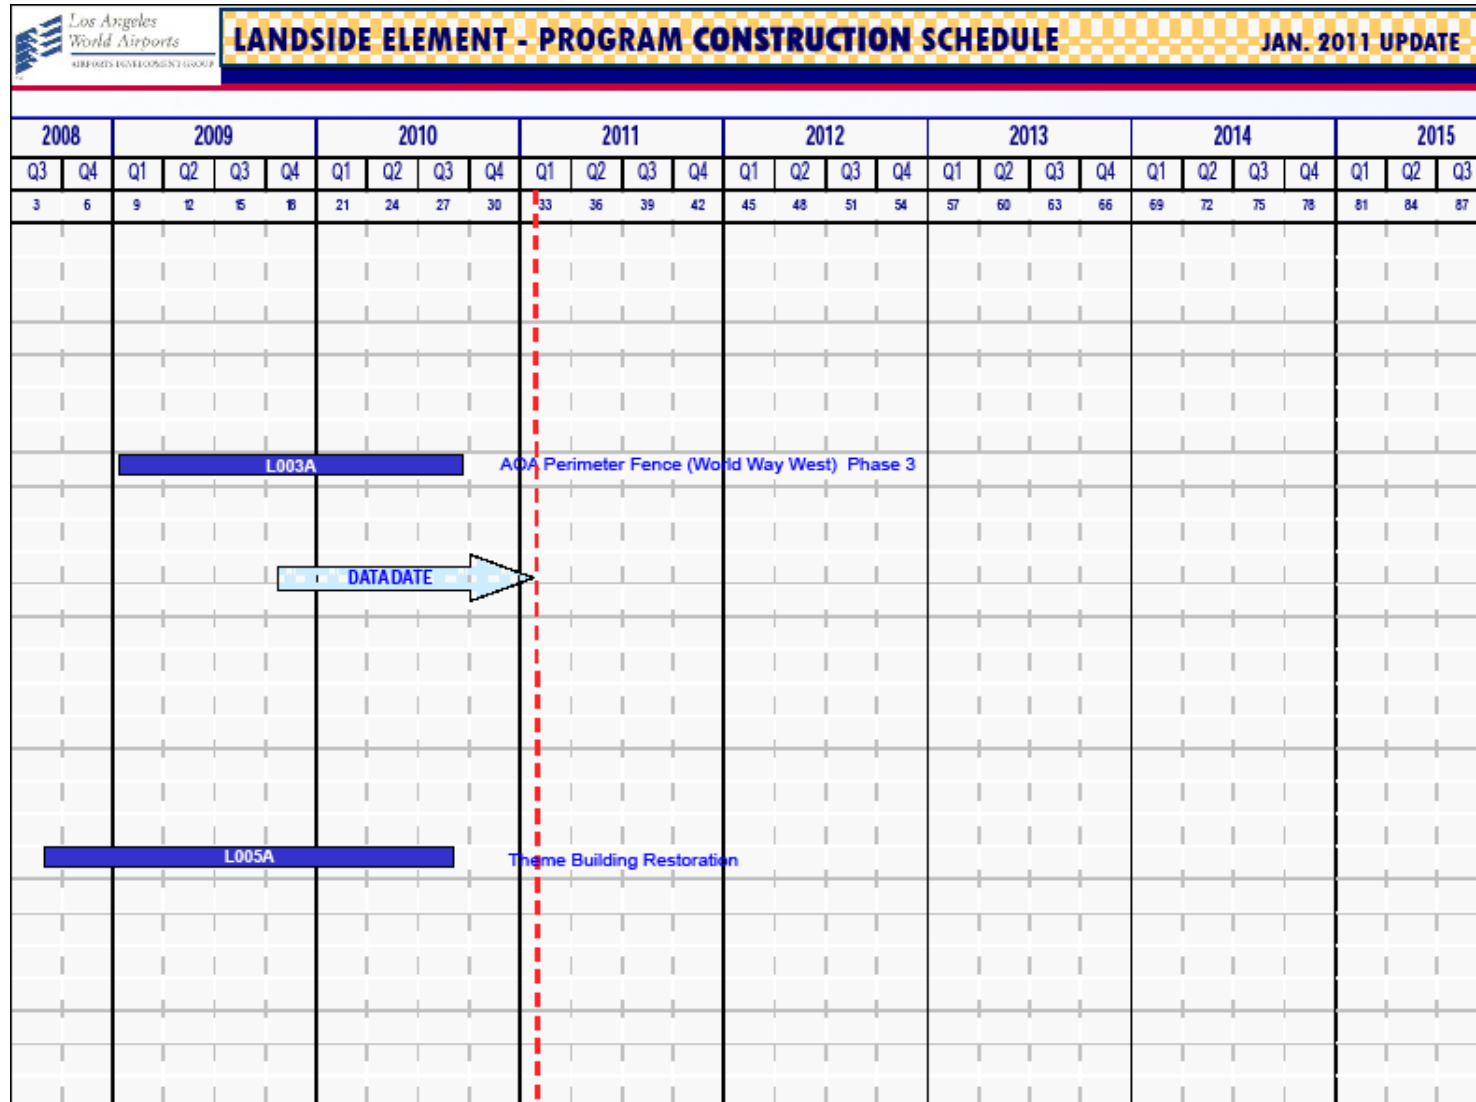 Los Angeles
World Airports
AIRPORTS DEVELOPMENT GROUP
LANDSIDE ELEMENT - PROGRAM CONSTRUCTION SCHEDULE JAN. 2011 UPDATE
2008 2009 2010 2011 2012 2013 2014 2015
Q3 Q4 Q1 Q2 Q3 Q4 Q1 Q2 Q3 Q4 Q1 Q2 Q3 Q4 Q1 Q2 Q3 Q4 Q1 Q2 Q3 Q4 Q1 Q2 Q3 Q4 Q1 Q2 Q3
3 6 9 12 15 18 21 24 27 30 33 36 39 42 45 48 51 54 57 60 63 66 69 72 75 78 81 84 87
L003A AOA Perimeter Fence (World Way West) Phase 3
DATA DATE
L005A Theme Building Restoration